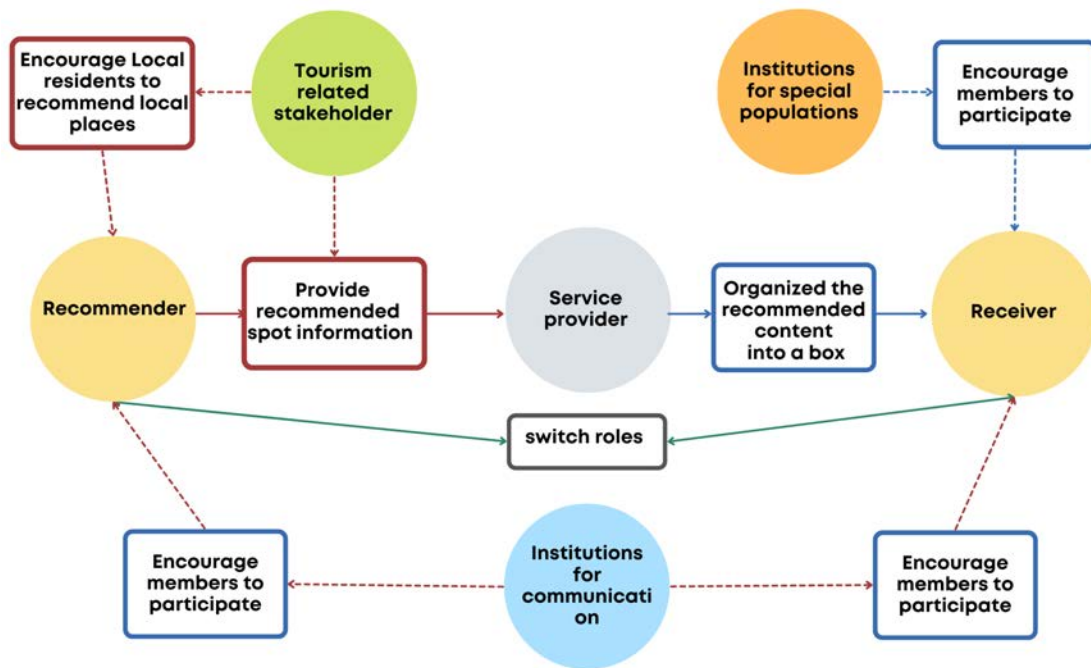 Encourage Local
residents to
recommend local
places
Tourism
related
stakeholder
Institutions
for special
populations
Encourage
members to
participate
Recommender
Provide
recommended
spot information
Service
provider
Organized the
recommended
content
into a box
Receiver
switch roles
Encourage
members to
participate
Institutions
for
communicati
on
Encourage
members to
participate